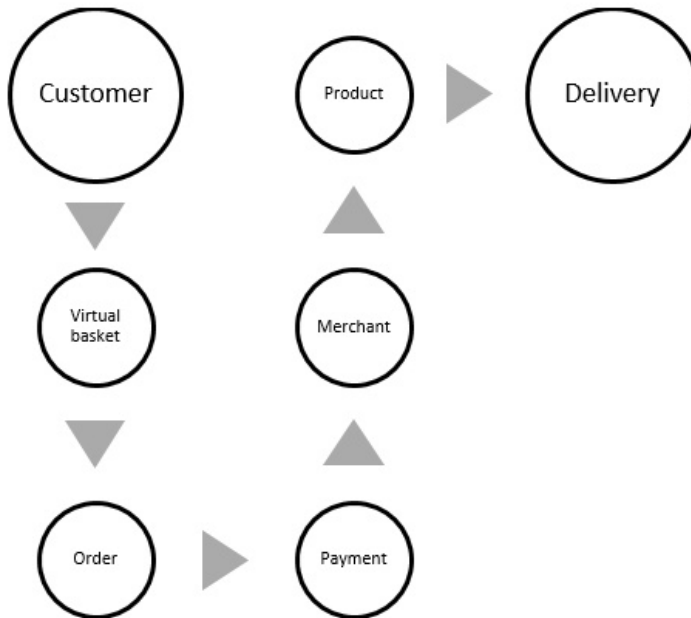 Customer
Virtual
basket
Order
Payment
Merchant
Product
Delivery